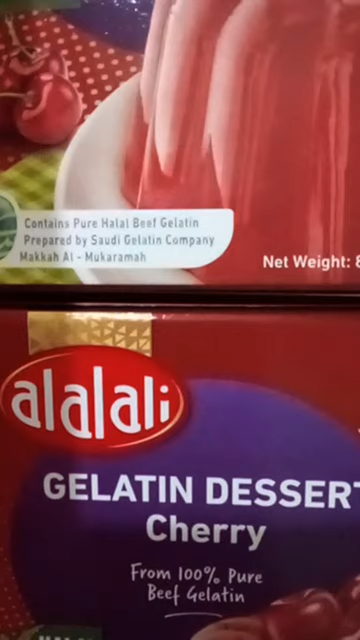 Contains Pure Halal Beef Gelatin
Prepared by Saudi Gelatin Company
Makkah Al - Mukaramah
Net Weight:
alalali
GELATIN DESSERT
Cherry
From 100% Pure
Beef Gelatin